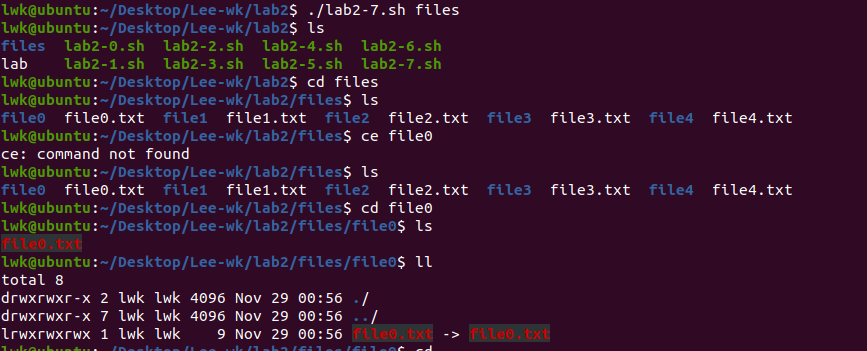 lwk@ubuntu:~/Desktop/Lee-wk/lab2$ ./lab2-7.sh files
lwk@ubuntu:~/Desktop/Lee-wk/lab2$ ls
files  lab2-0.sh  lab2-2.sh  lab2-4.sh  lab2-6.sh
lab    lab2-1.sh  lab2-3.sh  lab2-5.sh  lab2-7.sh
lwk@ubuntu:~/Desktop/Lee-wk/lab2$ cd files
lwk@ubuntu:~/Desktop/Lee-wk/lab2/files$ ls
file0  file0.txt  file1  file1.txt  file2  file2.txt  file3  file3.txt  file4  file4.txt
lwk@ubuntu:~/Desktop/Lee-wk/lab2/files$ ce file0
ce: command not found
lwk@ubuntu:~/Desktop/Lee-wk/lab2/files$ ls
file0  file0.txt  file1  file1.txt  file2  file2.txt  file3  file3.txt  file4  file4.txt
lwk@ubuntu:~/Desktop/Lee-wk/lab2/files$ cd file0
lwk@ubuntu:~/Desktop/Lee-wk/lab2/files/file0$ ls
file0.txt
lwk@ubuntu:~/Desktop/Lee-wk/lab2/files/file0$ ll
total 8
drwxrwxr-x 2 lwk lwk 4096 Nov 29 00:56 ./
drwxrwxr-x 7 lwk lwk 4096 Nov 29 00:56 ../
lrwxrwxrwx 1 lwk lwk    9 Nov 29 00:56 file0.txt -> file0.txt
lwk@ubuntu:~/Desktop/Lee-wk/lab2/files/file0$ cd